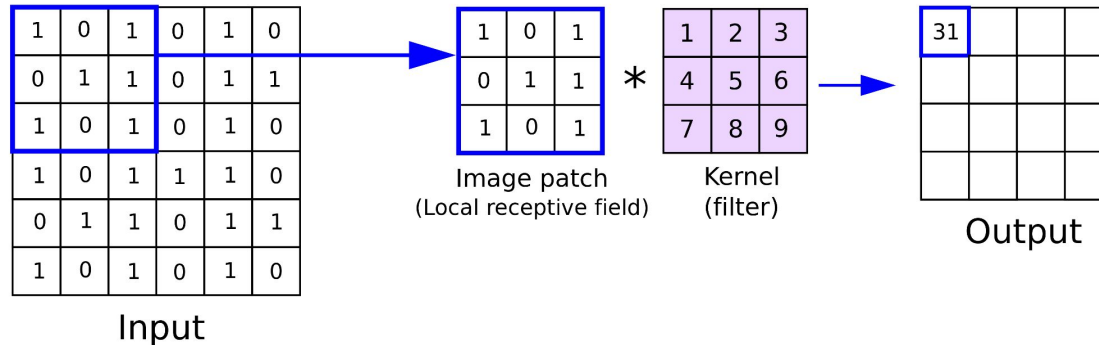 1 0 1 0 1 0
0 1 1 0 1 1
1 0 1 0 1 0
1 0 1 1 1 0
0 1 1 0 1 1
1 0 1 0 1 0
Input
1 0 1
0 1 1
1 0 1
Image patch
(Local receptive field)
*
1 2 3
4 5 6
7 8 9
Kernel
(filter)
31
Output